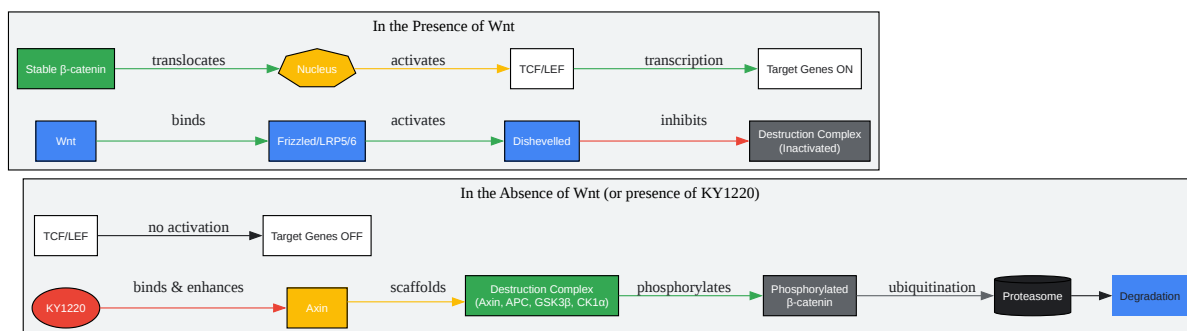 In the Presence of Wnt
Stable β-catenin
translocates
Nucleus
activates
TCF/LEF
transcription
Target Genes ON
Wnt
binds
Frizzled/LRP5/6
activates
Dishevelled
inhibits
Destruction Complex
(Inactivated)
In the Absence of Wnt (or presence of KY1220)
TCF/LEF
no activation
Target Genes OFF
KY1220
binds & enhances
Axin
scaffolds
Destruction Complex
(Axin, APC, GSK3β, CK1α)
phosphorylates
Phosphorylated
β-catenin
ubiquitination
Proteasome
Degradation